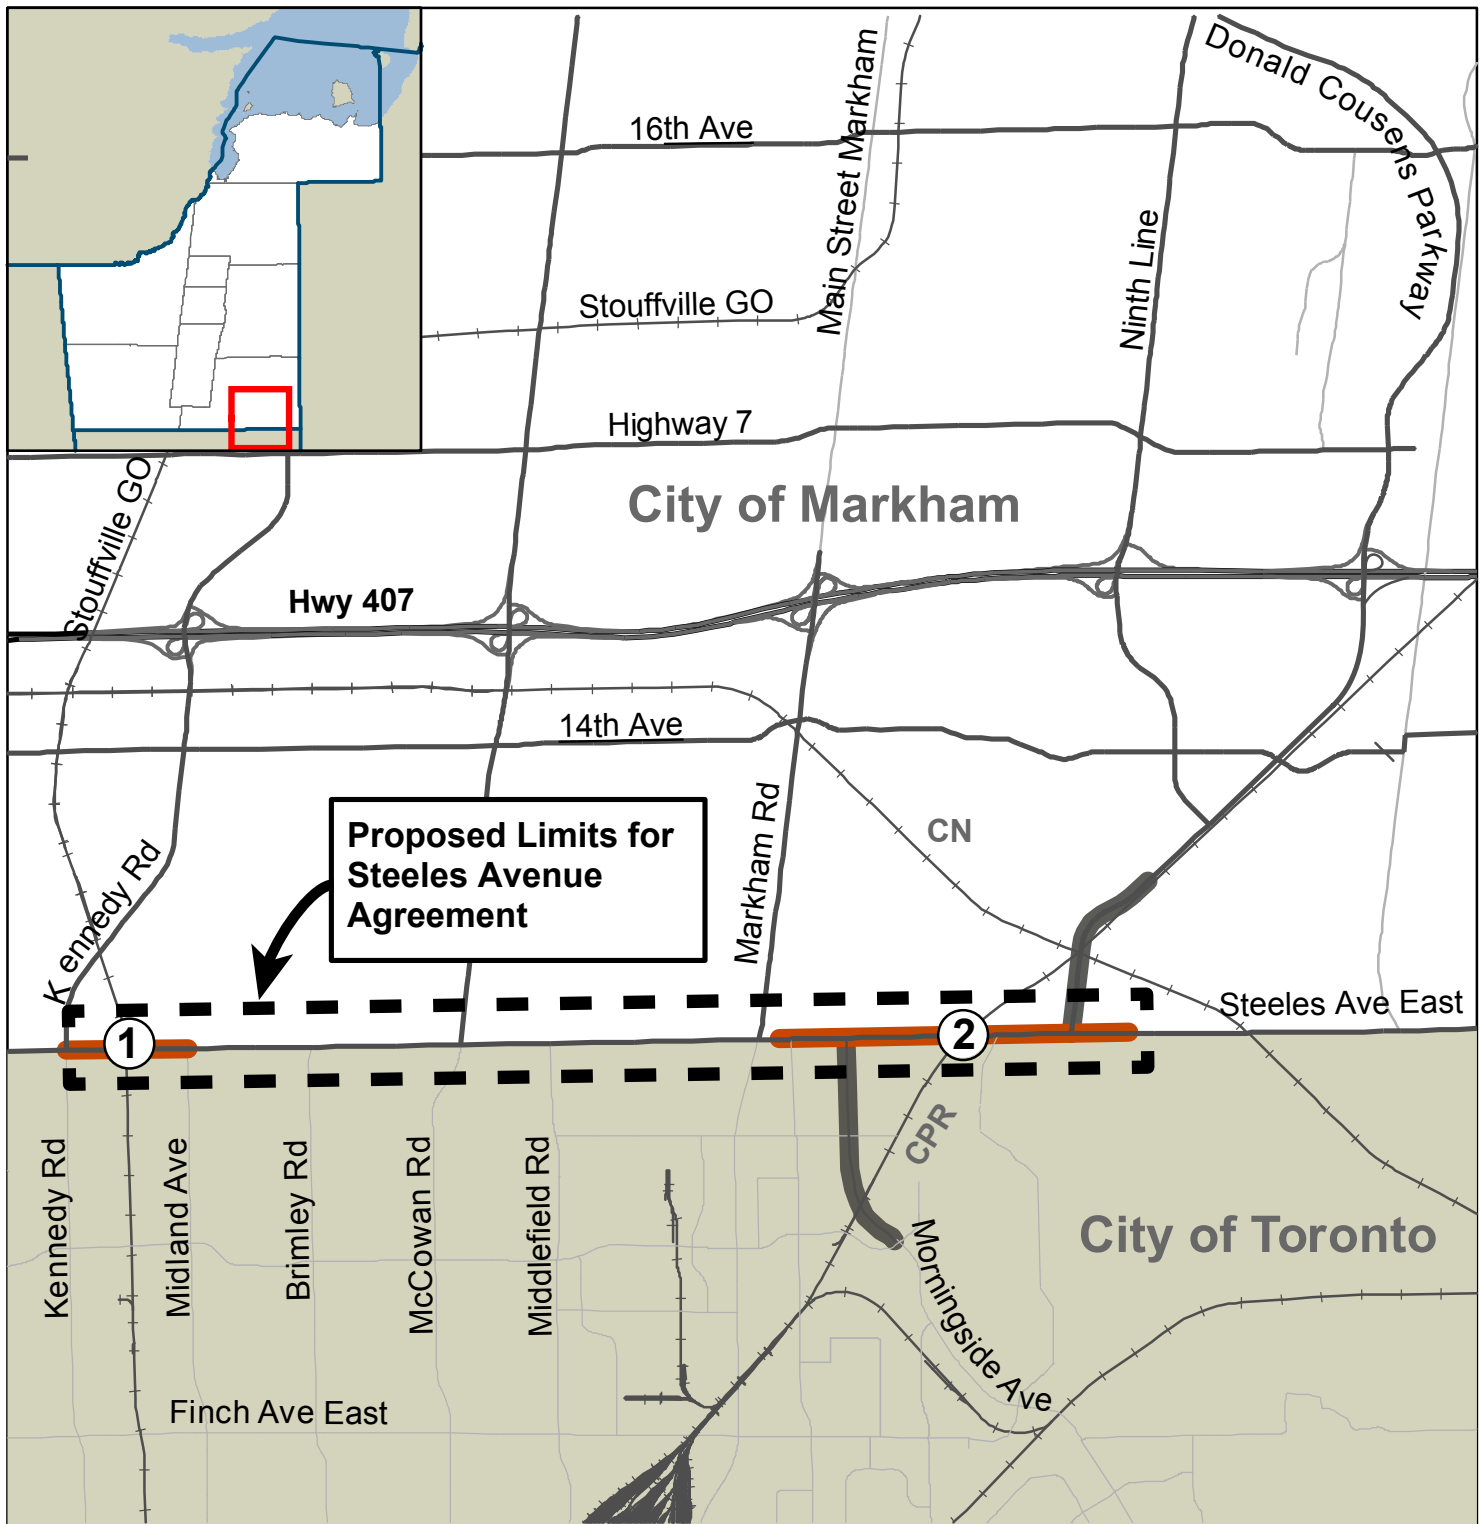 Donald Cousens Parkway
16th Ave
Main Street Markham
Ninth Line
Stouffville GO
Highway 7
City of Markham
Stouffville GO
Hwy 407
14th Ave
Proposed Limits for
Steeles Avenue
Agreement
Markham Rd
CN
K ennedy Rd
Steeles Ave East
1
2
CPR
Kennedy Rd
Midland Ave
Brimley Rd
McCowan Rd
Middlefield Rd
Morningside Ave
City of Toronto
Finch Ave East